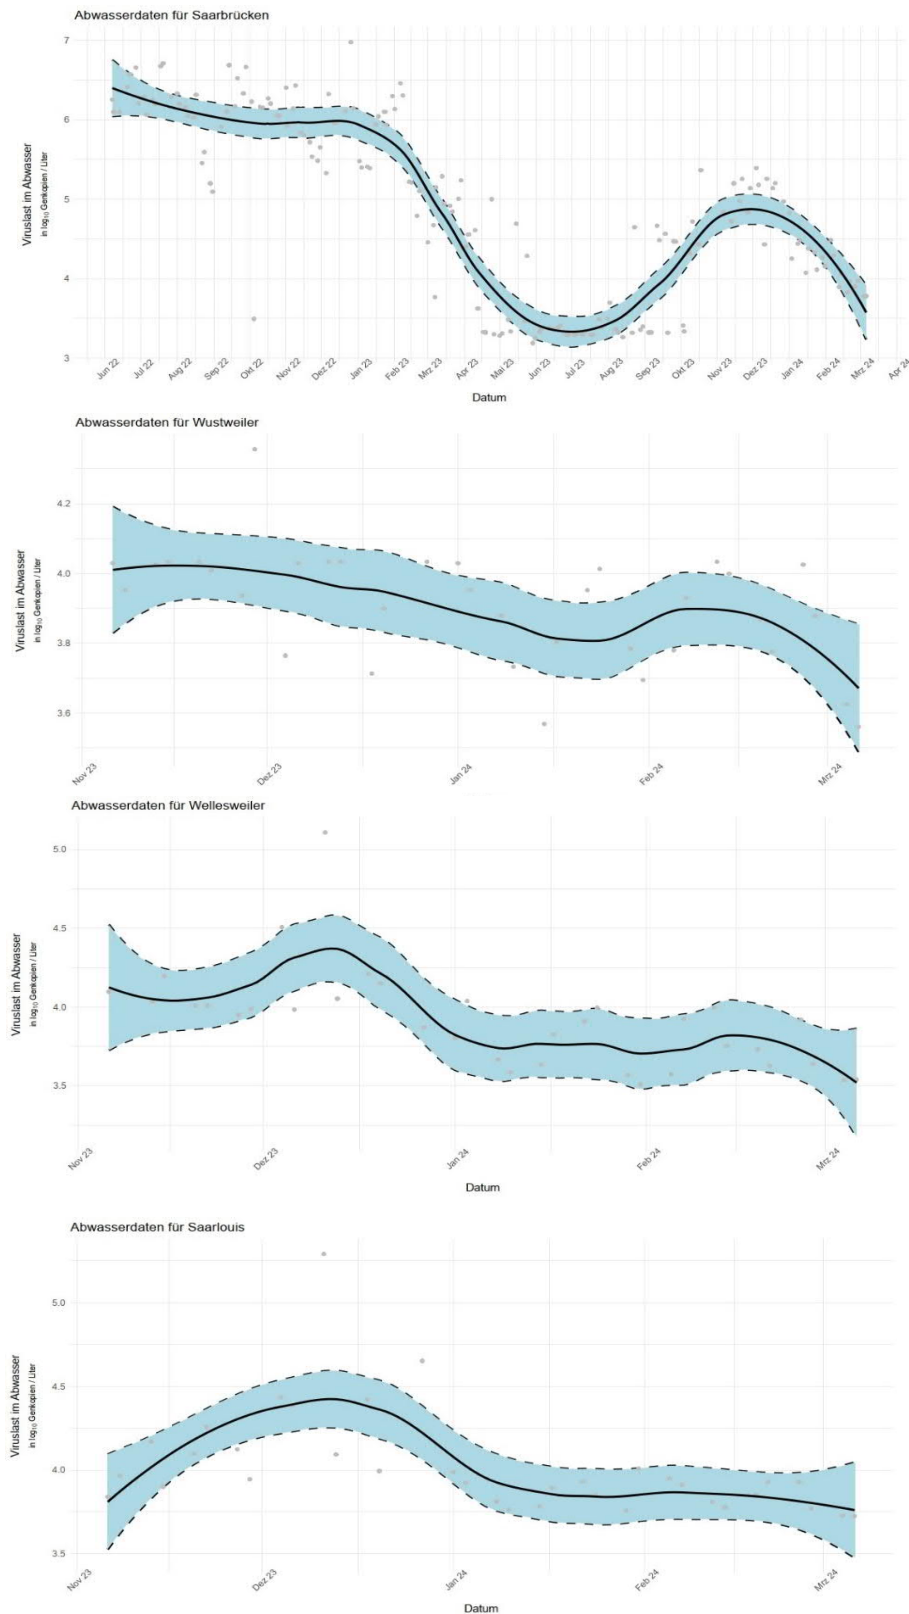 Abwasserdaten für Saarbrücken
Viruslast im Abwasser
in log₁₀ Genkopien / Liter
7
6
5
4
3
Jun 22
Jul 22
Aug 22
Sep 22
Okt 22
Nov 22
Dez 22
Jan 23
Feb 23
Mrz 23
Apr 23
Mai 23
Jun 23
Jul 23
Aug 23
Sep 23
Okt 23
Nov 23
Dez 23
Jan 24
Feb 24
Mrz 24
Apr 24
Datum
Abwasserdaten für Wustweiler
Viruslast im Abwasser
in log₁₀ Genkopien / Liter
4.2
4.0
3.8
3.6
Nov 23
Dez 23
Jan 24
Feb 24
Mrz 24
Abwasserdaten für Wellesweiler
Viruslast im Abwasser
in log₁₀ Genkopien / Liter
5.0
4.5
4.0
3.5
Nov 23
Dez 23
Jan 24
Feb 24
Mrz 24
Datum
Abwasserdaten für Saarlouis
Viruslast im Abwasser
in log₁₀ Genkopien / Liter
5.0
4.5
4.0
3.5
Nov 23
Dez 23
Jan 24
Feb 24
Mrz 24
Datum